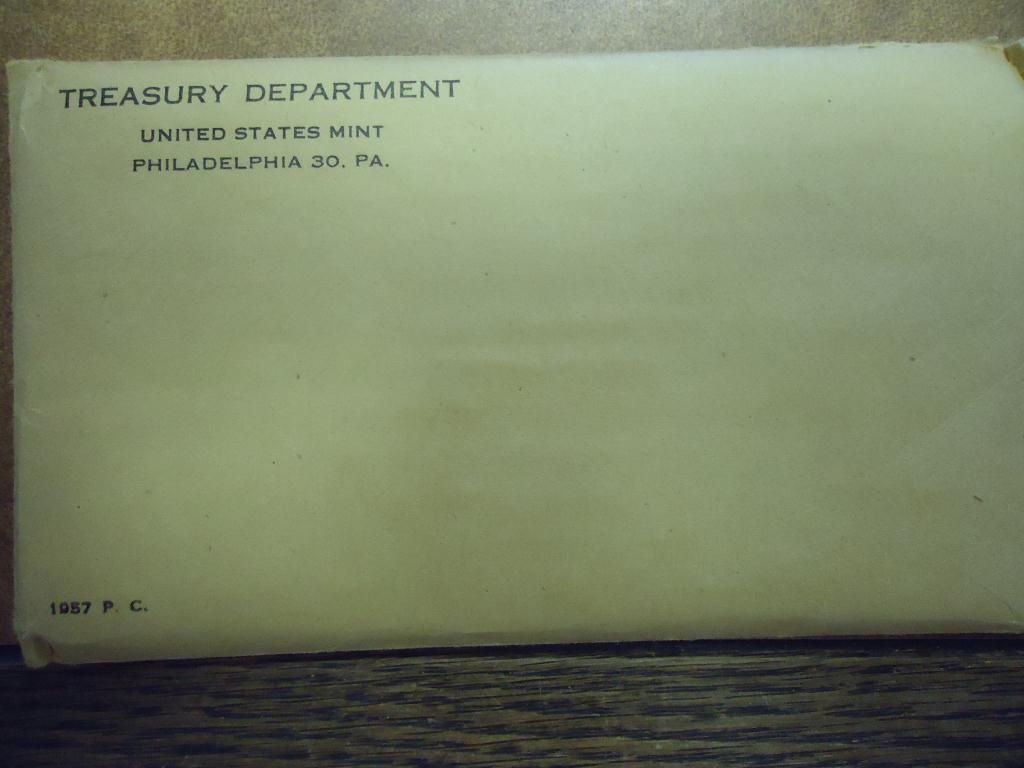 TREASURY DEPARTMENT
UNITED STATES MINT
PHILADELPHIA 30. PA.
1957 P. C.